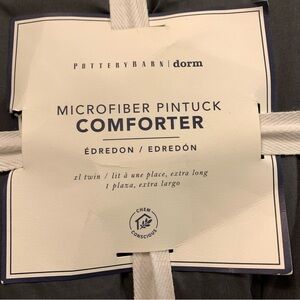 POTTERYBARN | dorm
MICROFIBER PINTUCK
COMFORTER
ÉDREDON / EDREDÓN
xl twin / lit à une place, extra long
1 plaza, extra largo
CHEM
CONSCIOUS